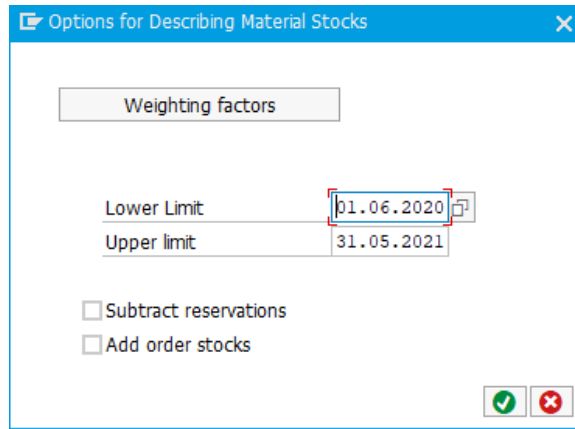 Options for Describing Material Stocks
Weighting factors
Lower Limit 01.06.2020
Upper limit 31.05.2021
Subtract reservations
Add order stocks